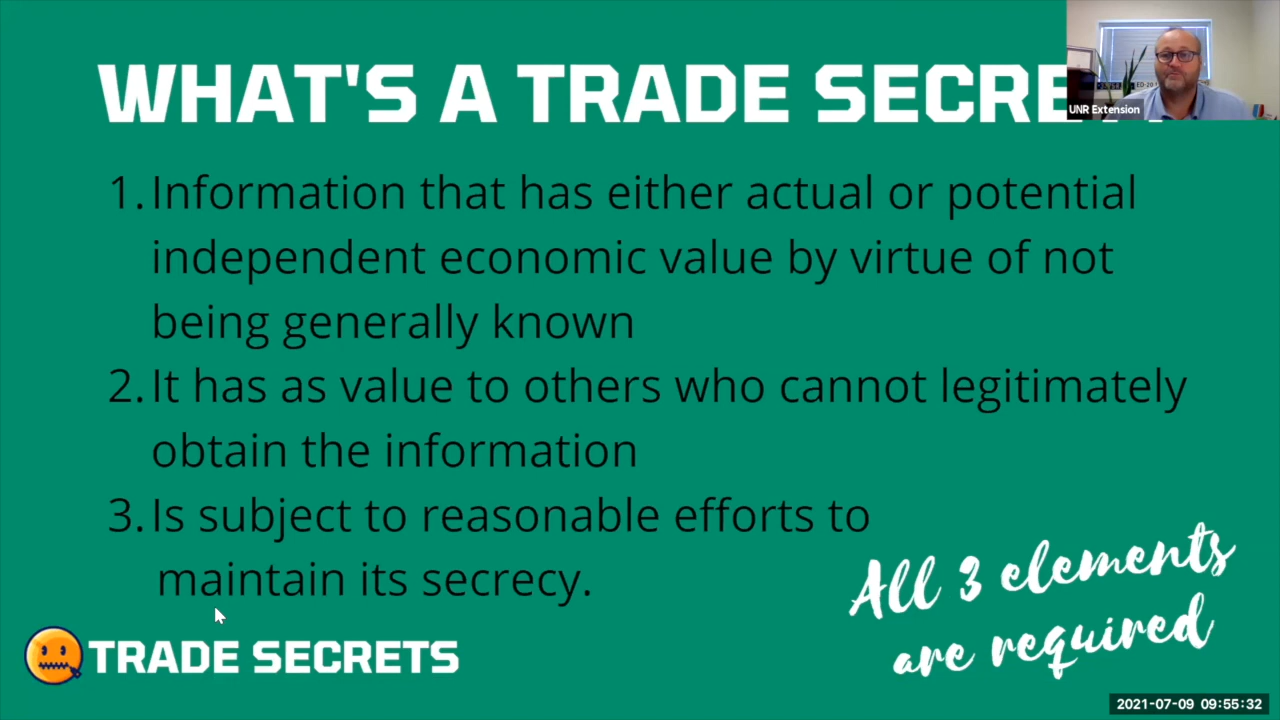 WHAT'S A TRADE SECRE
UNR Extension
1. Information that has either actual or potential
independent economic value by virtue of not
being generally known
2. It has as value to others who cannot legitimately
obtain the information
3. Is subject to reasonable efforts to
maintain its secrecy.
All 3 elements
are required
TRADE SECRETS
2021-07-09 09:55:32